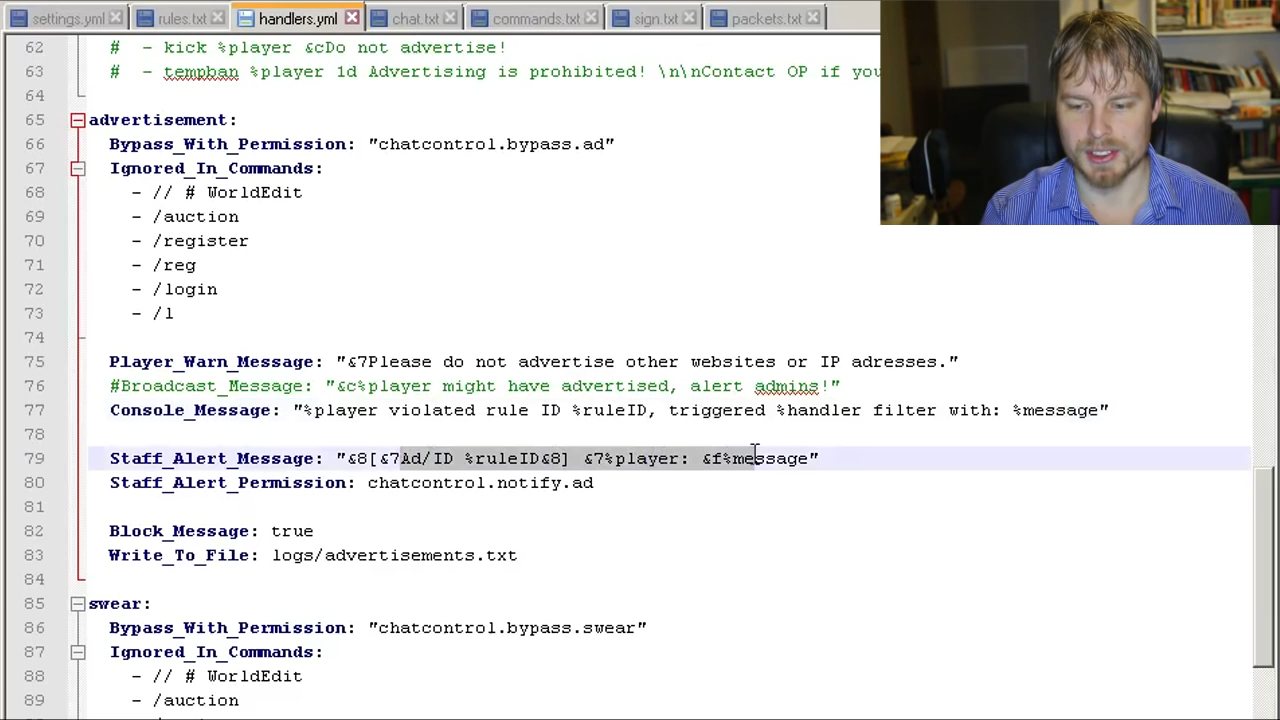 settings.yml rules.txt handlers.yml chat.txt commands.txt sign.txt packets.txt
62 # - kick %player &cDo not advertise!
63 # - tempban %player 1d Advertising is prohibited! \n\nContact OP if you
64
65 advertisement:
66 Bypass_With_Permission: "chatcontrol.bypass.ad"
67 Ignored_In_Commands:
68 - // # WorldEdit
69 - /auction
70 - /register
71 - /reg
72 - /login
73 - /l
74
75 Player_Warn_Message: "&7Please do not advertise other websites or IP adresses."
76 #Broadcast_Message: "&c%player might have advertised, alert admins!"
77 Console_Message: "%player violated rule ID %ruleID, triggered %handler filter with: %message"
78
79 Staff_Alert_Message: "&8[&7Ad/ID %ruleID&8] &7%player: &f%message"
80 Staff_Alert_Permission: chatcontrol.notify.ad
81
82 Block_Message: true
83 Write_To_File: logs/advertisements.txt
84
85 swear:
86 Bypass_With_Permission: "chatcontrol.bypass.swear"
87 Ignored_In_Commands:
88 - // # WorldEdit
89 - /auction